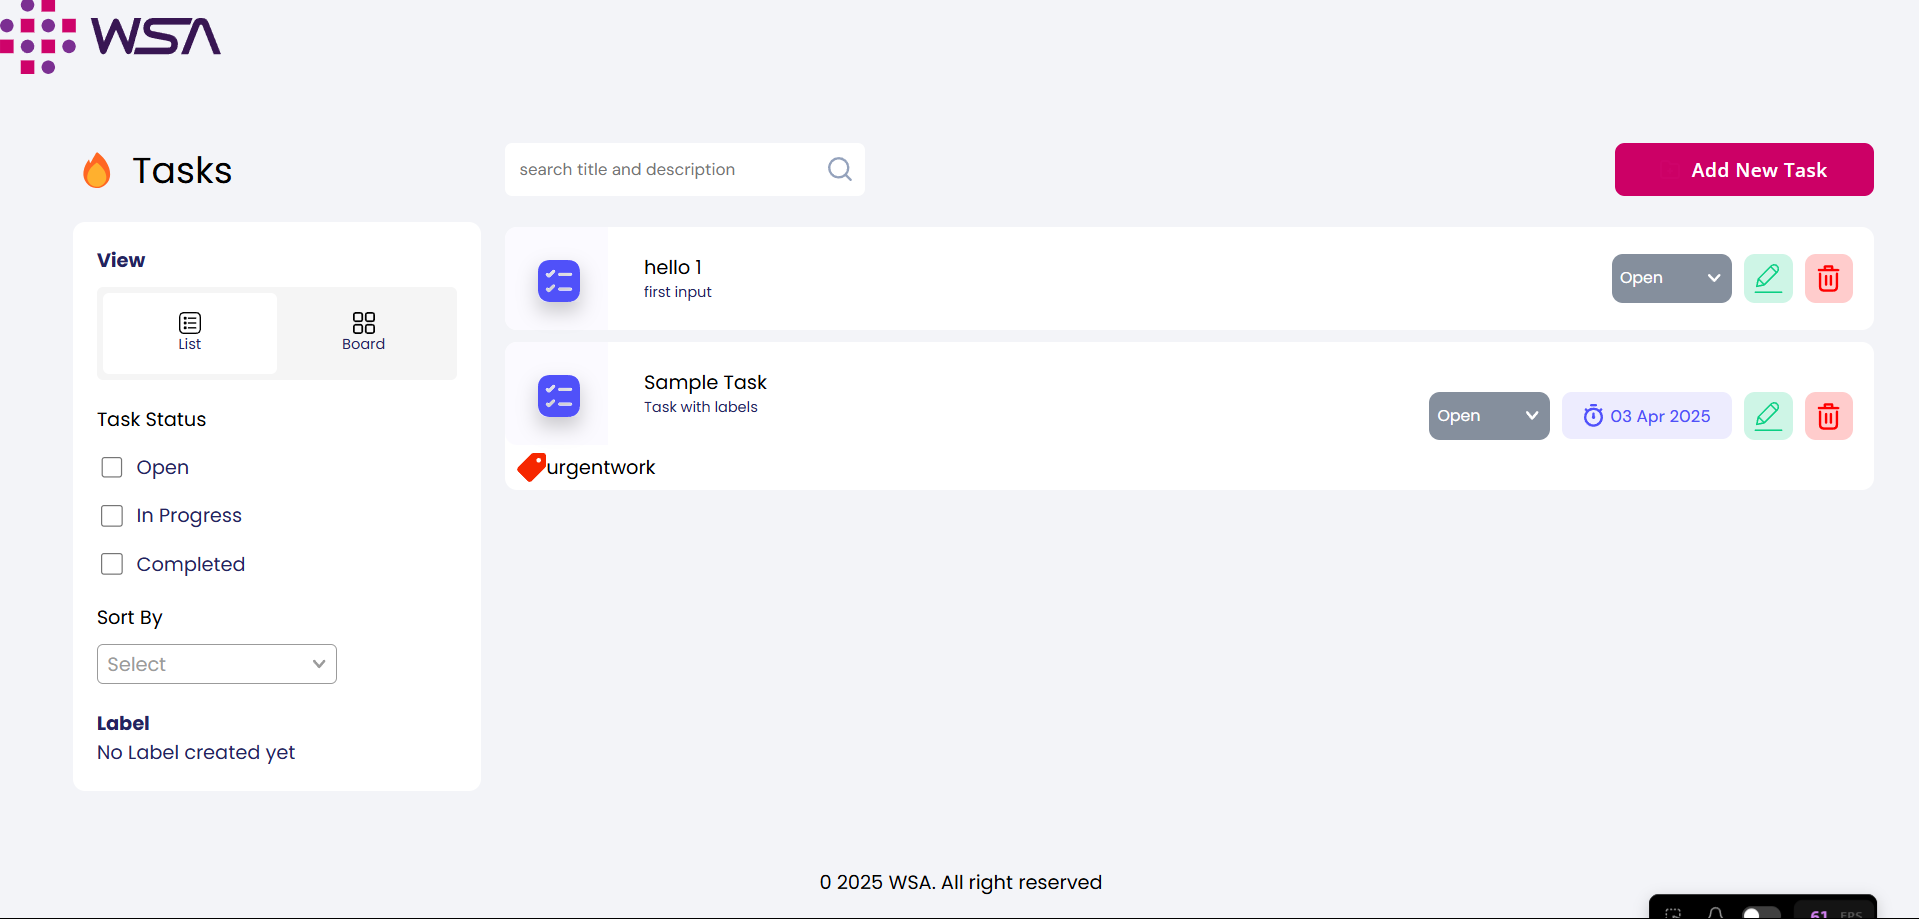 WSA
Tasks
search title and description
Add New Task
View
List
Board
Task Status
Open
In Progress
Completed
Sort By
Select
Label
No Label created yet
hello 1
first input
Open
Sample Task
Task with labels
Open
03 Apr 2025
urgentwork
0 2025 WSA. All right reserved
61 FPS